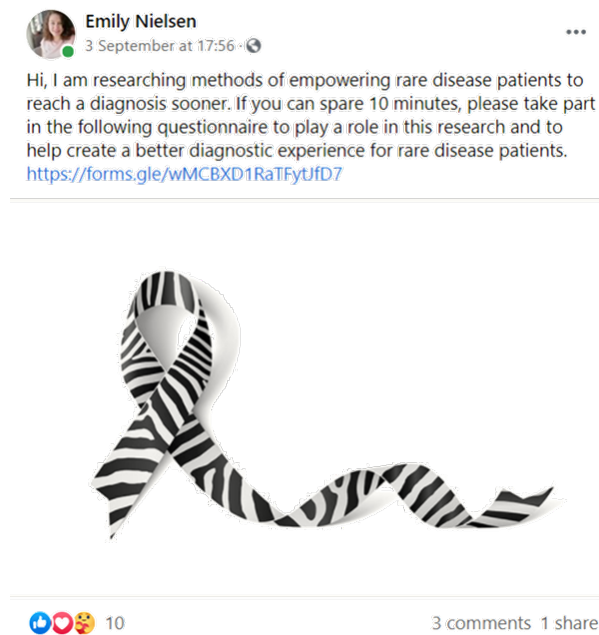 Emily Nielsen
3 September at 17:56 ·
Hi, I am researching methods of empowering rare disease patients to
reach a diagnosis sooner. If you can spare 10 minutes, please take part
in the following questionnaire to play a role in this research and to
help create a better diagnostic experience for rare disease patients.
https://forms.gle/wMCBXD1RaTFytJfD7
10
3 comments 1 share